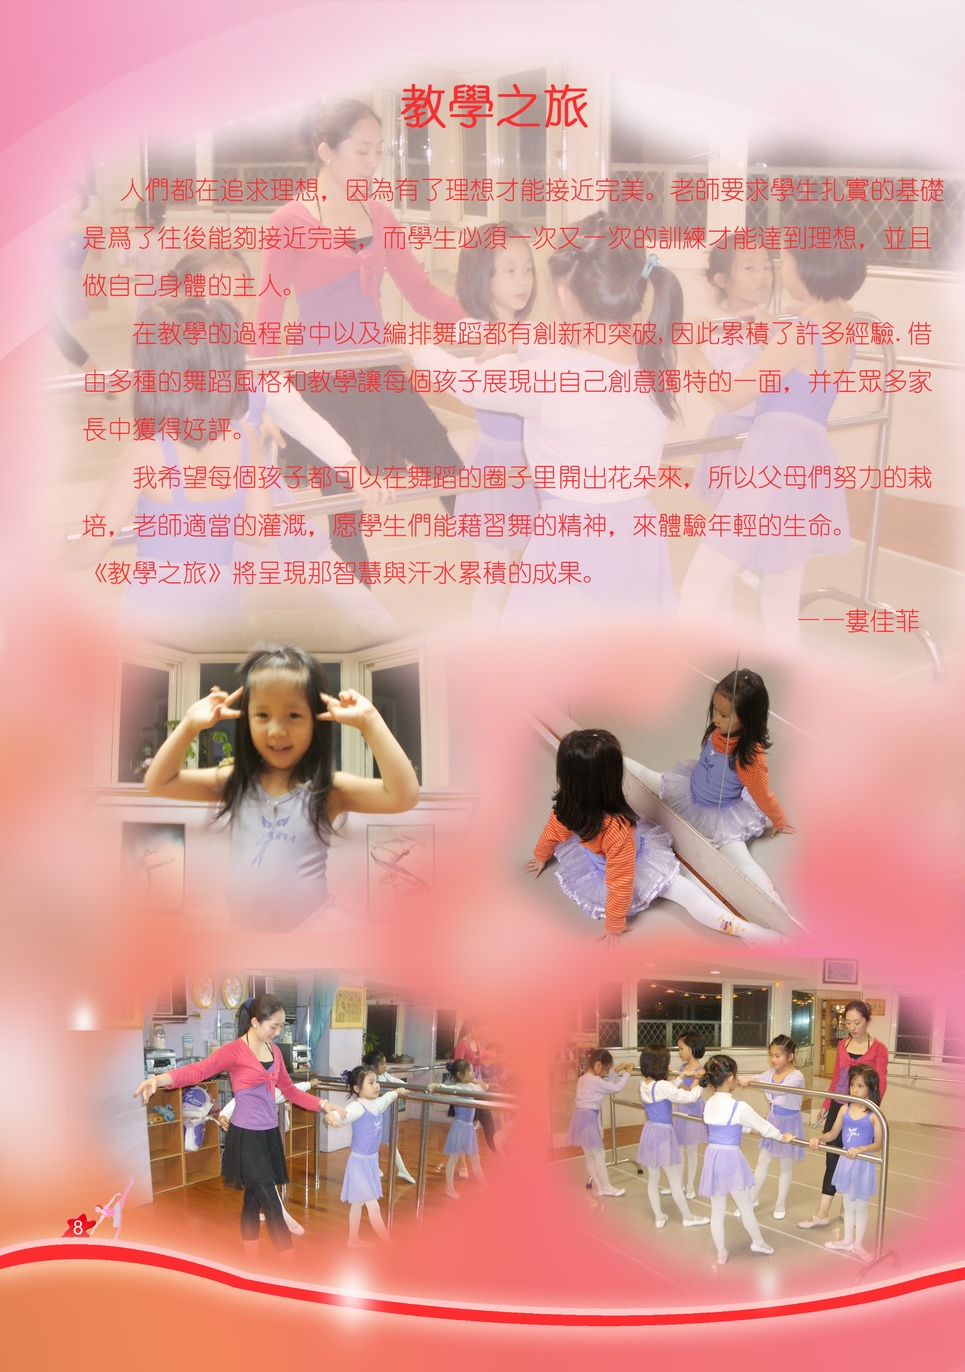 教學之旅
人們都在追求理想，因為有了理想才能接近完美。老師要求學生扎實的基礎
是爲了往後能夠接近完美，而學生必須一次又一次的訓練才能達到理想，並且
做自己身體的主人。
在教學的過程當中以及編排舞蹈都有創新和突破,因此累積了許多經驗.借
由多種的舞蹈風格和教學讓每個孩子展現出自己創意獨特的一面，并在眾多家
長中獲得好評。
我希望每個孩子都可以在舞蹈的圈子里開出花朵來，所以父母們努力的栽
培，老師適當的灌溉，愿學生們能藉習舞的精神，來體驗年輕的生命。
《教學之旅》將呈現那智慧與汗水累積的成果。
——婁佳菲
8